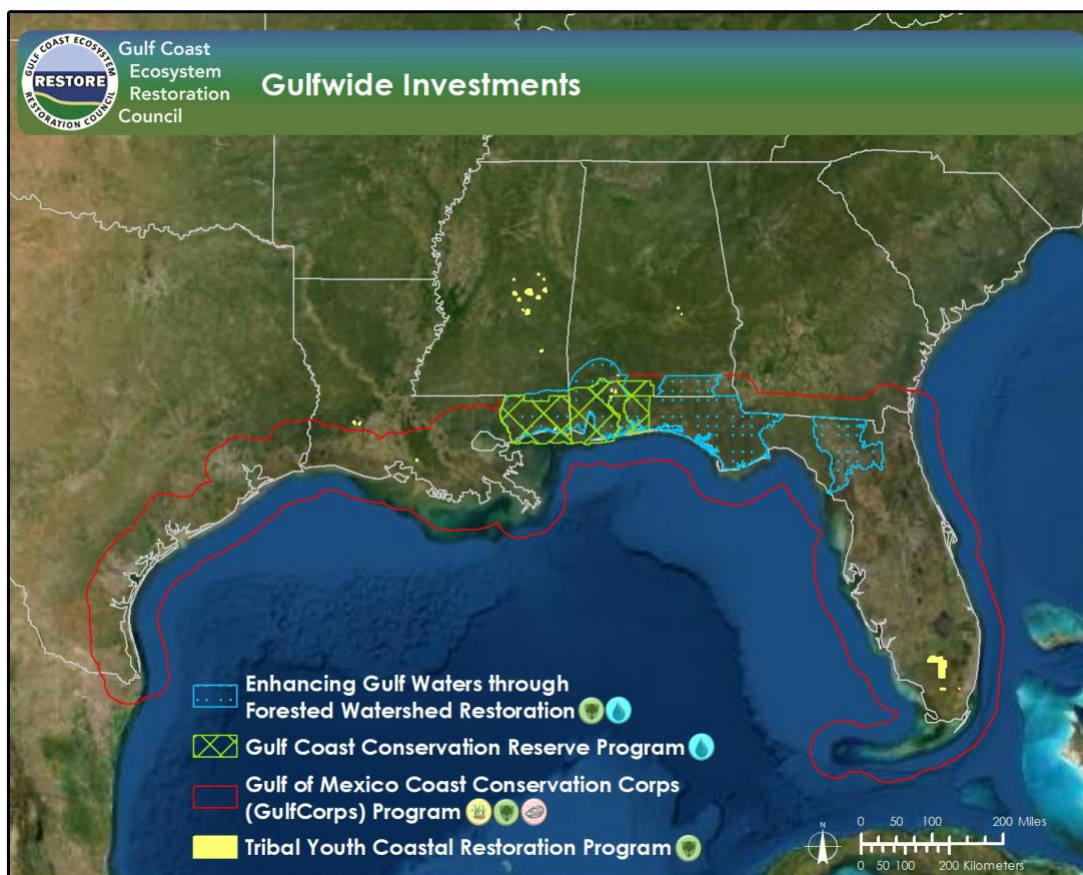 GULF COAST ECOSYSTEM
RESTORE
RESTORATION COUNCIL
Gulf Coast
Ecosystem
Restoration
Council
Gulfwide Investments
Enhancing Gulf Waters through
Forested Watershed Restoration
Gulf Coast Conservation Reserve Program
Gulf of Mexico Coast Conservation Corps
(GulfCorps) Program
Tribal Youth Coastal Restoration Program
N
0 50 100 200 Miles
0 50 100 200 Kilometers